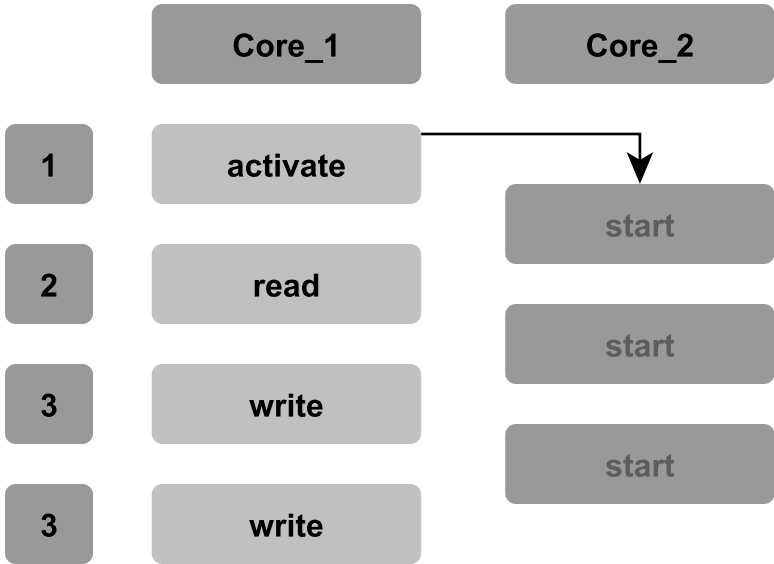 Core_1
Core_2
1
activate
start
2
read
start
3
write
start
3
write